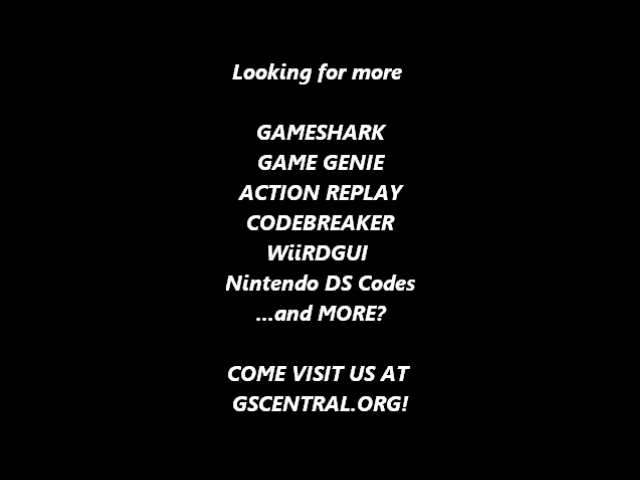 Looking for more
GAMESHARK
GAME GENIE
ACTION REPLAY
CODEBREAKER
WiiRDGUI
Nintendo DS Codes
...and MORE?
COME VISIT US AT
GSCENTRAL.ORG!